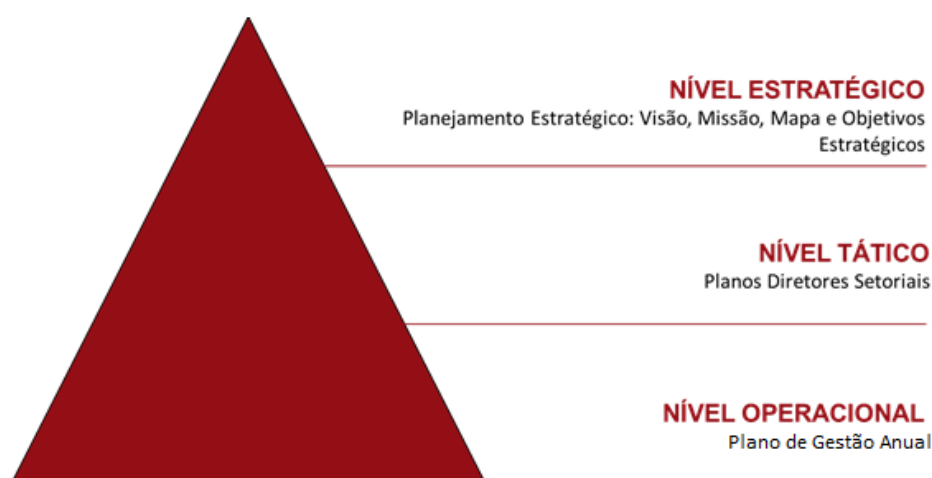 NÍVEL ESTRATÉGICO
Planejamento Estratégico: Visão, Missão, Mapa e Objetivos
Estratégicos
NÍVEL TÁTICO
Planos Diretores Setoriais
NÍVEL OPERACIONAL
Plano de Gestão Anual